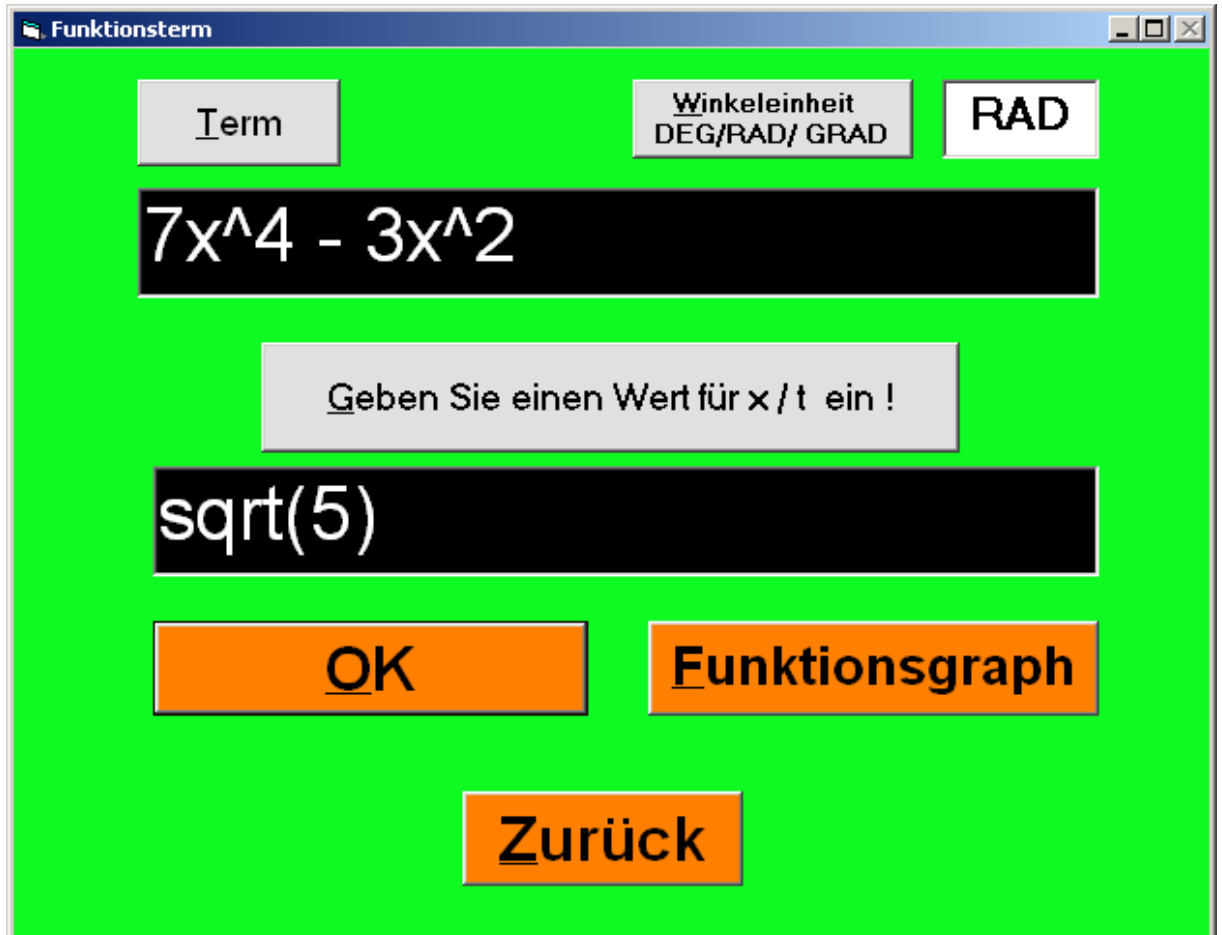 Funktionsterm
Term
Winkeleinheit
DEG/RAD/ GRAD
RAD
7x^4 - 3x^2
Geben Sie einen Wert für x / t ein !
sqrt(5)
OK
Funktionsgraph
Zurück